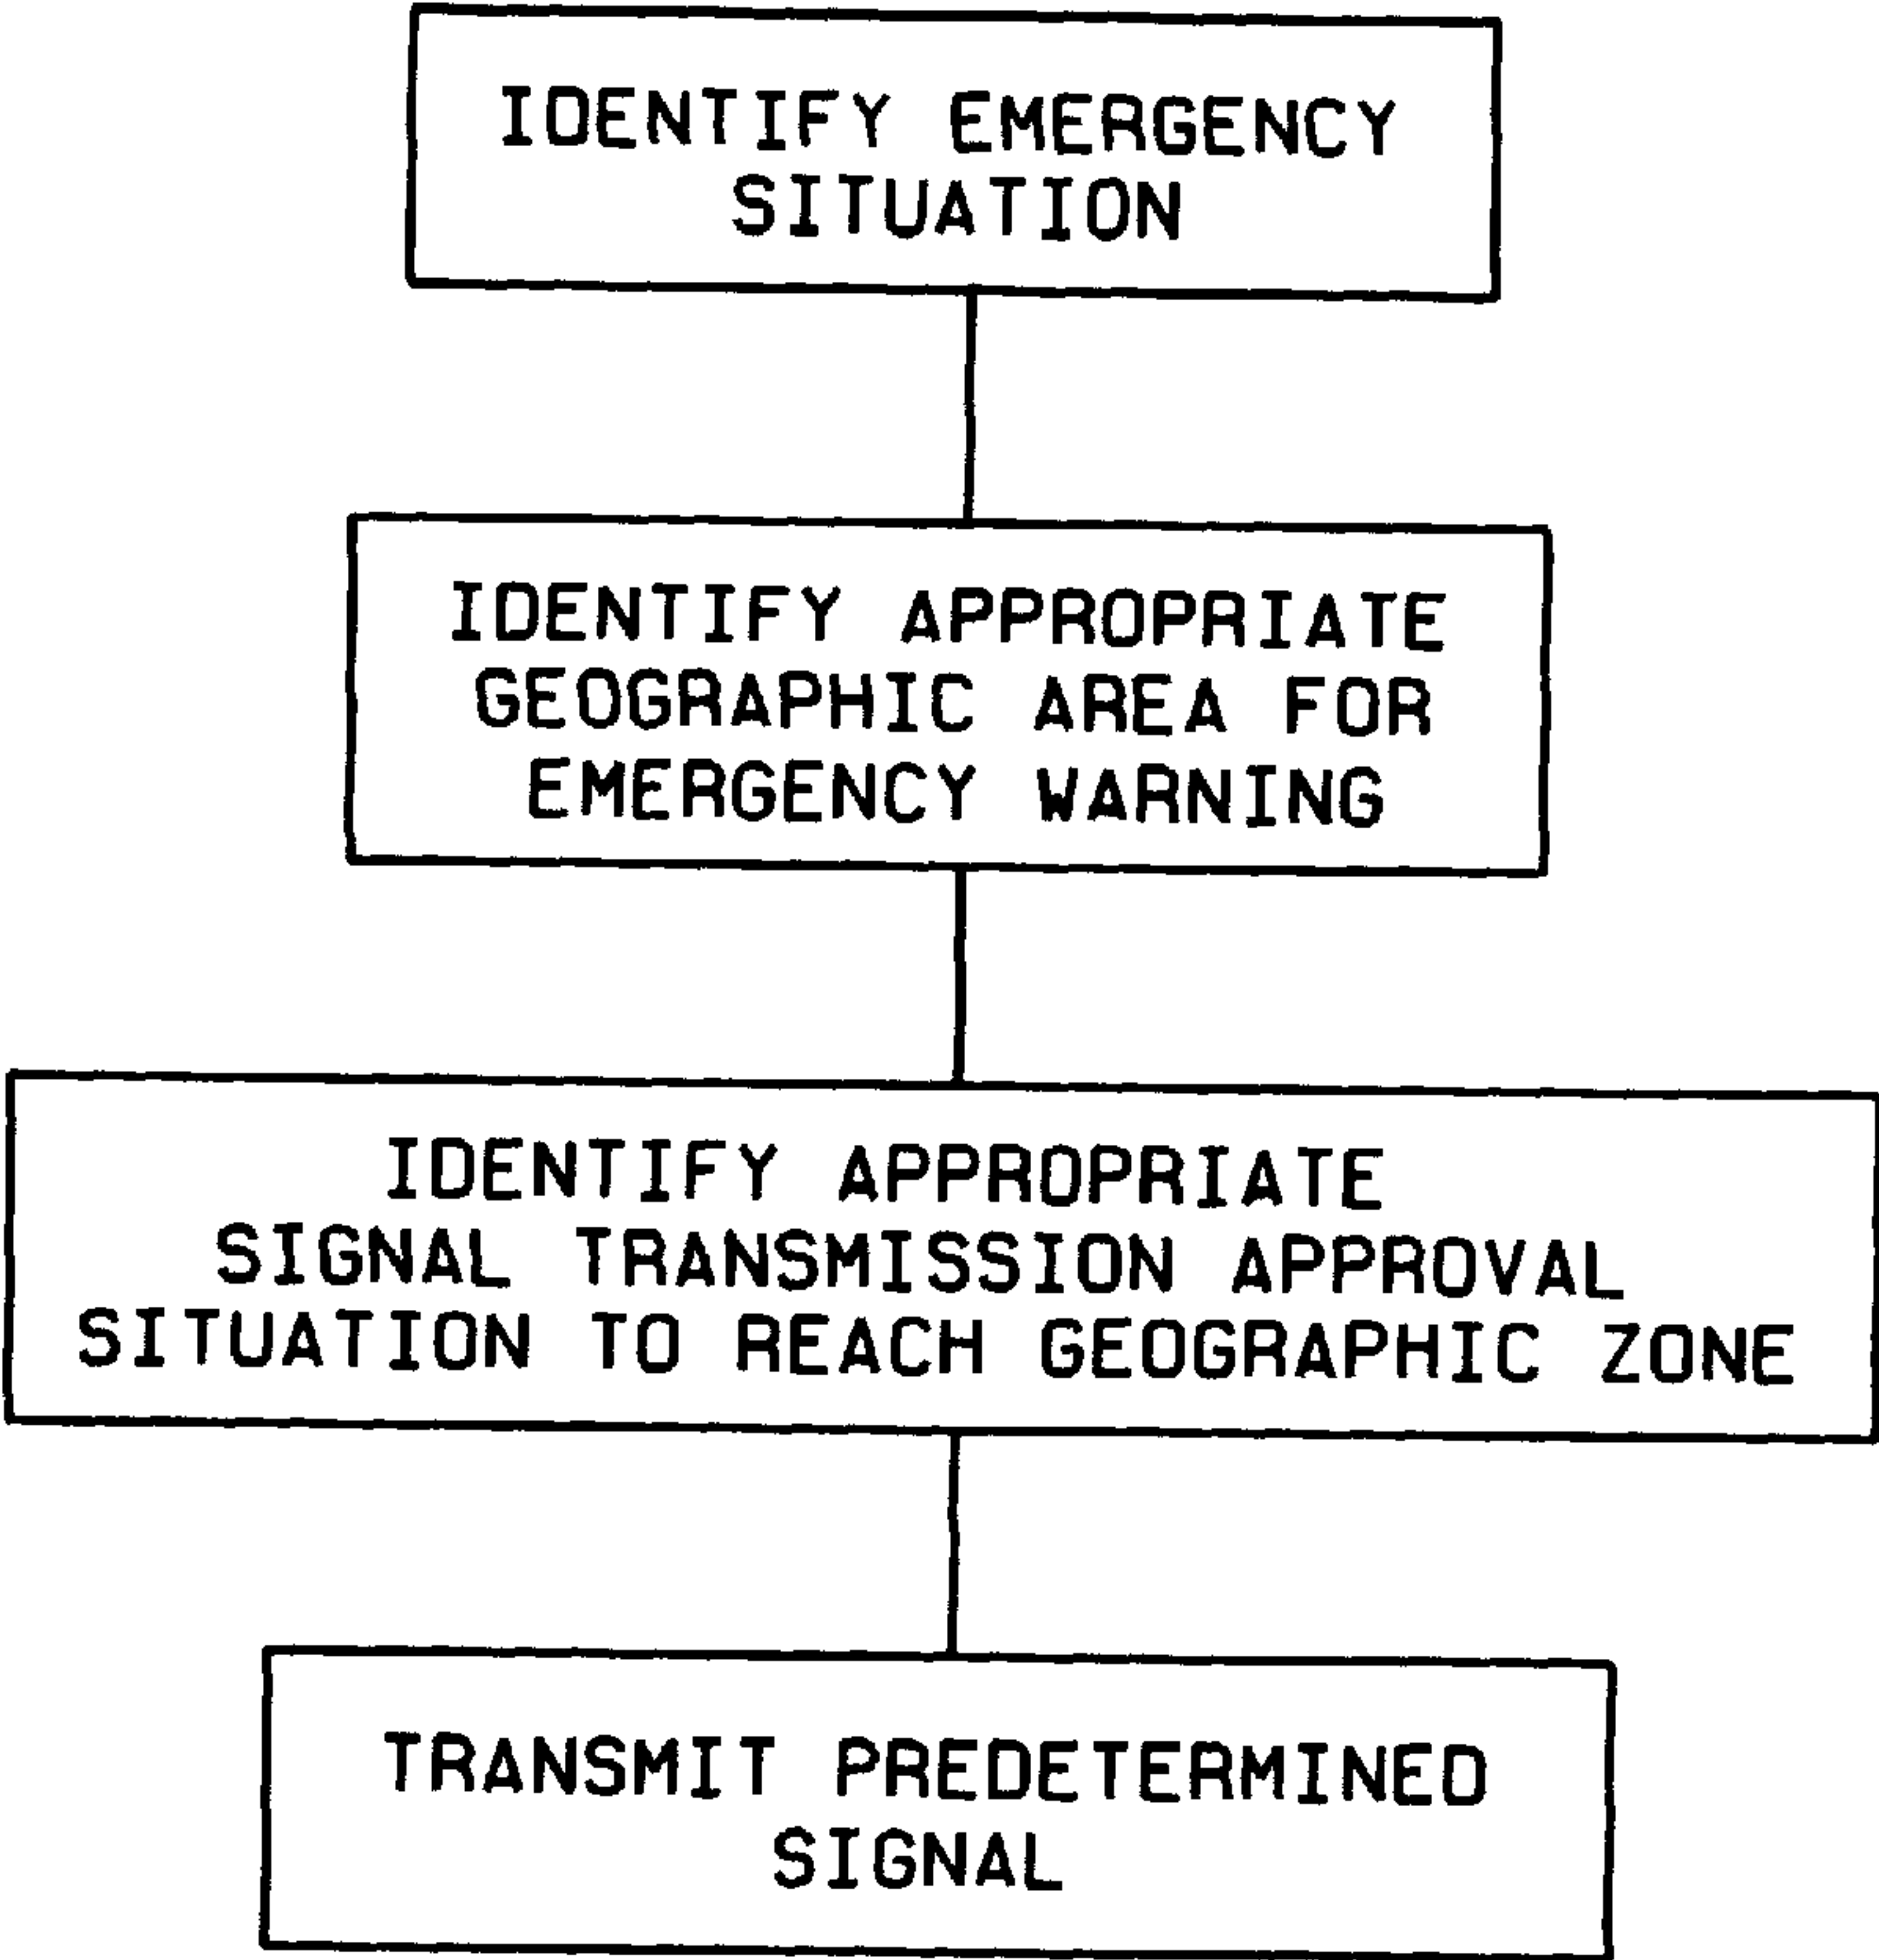 IDENTIFY EMERGENCY
SITUATION
IDENTIFY APPROPRIATE
GEOGRAPHIC AREA FOR
EMERGENCY WARNING
IDENTIFY APPROPRIATE
SIGNAL TRANSMISSION APPROVAL
SITUATION TO REACH GEOGRAPHIC ZONE
TRANSMIT PREDETERMINED
SIGNAL